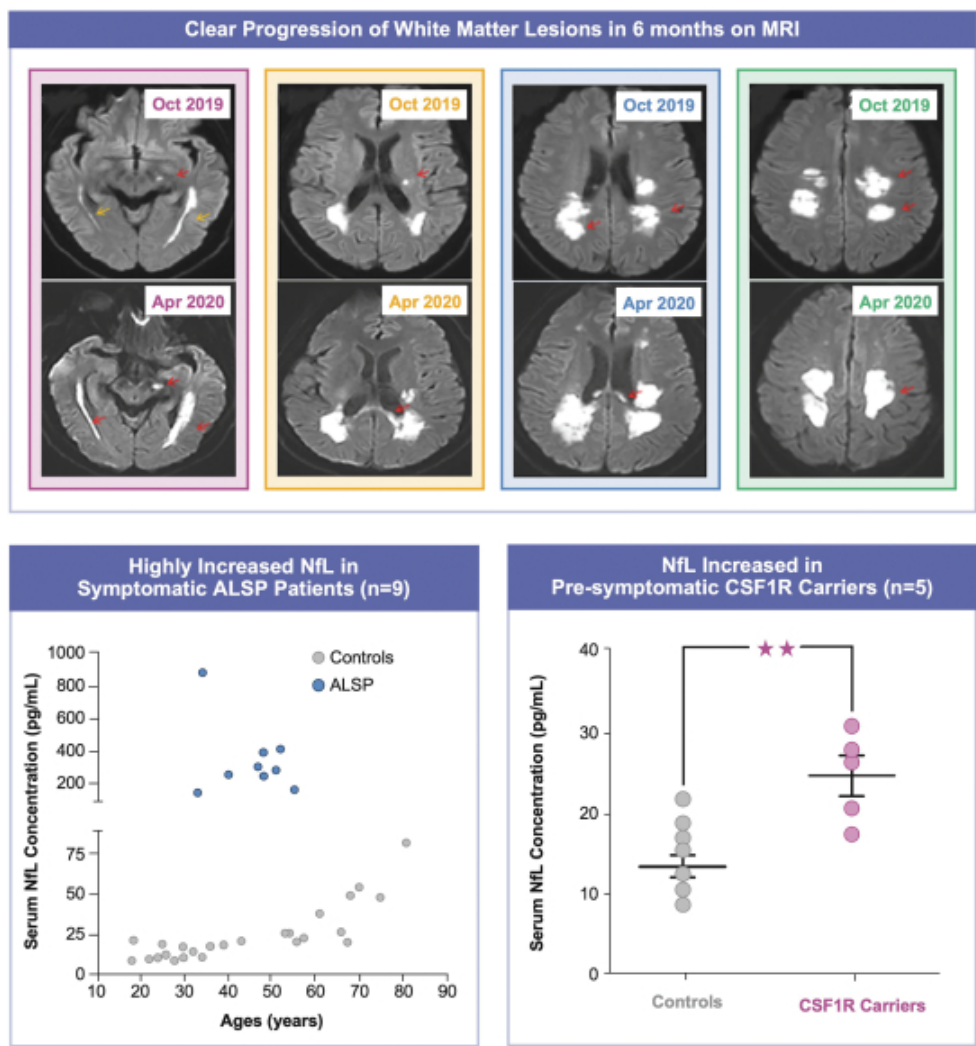 Clear Progression of White Matter Lesions in 6 months on MRI
Oct 2019
Oct 2019
Oct 2019
Oct 2019
Apr 2020
Apr 2020
Apr 2020
Apr 2020
Highly Increased NfL in
Symptomatic ALSP Patients (n=9)
Serum NfL Concentration (pg/mL)
1000
800
600
400
200
75
50
25
0
Controls
ALSP
10 20 30 40 50 60 70 80 90
Ages (years)
NfL Increased in
Pre-symptomatic CSF1R Carriers (n=5)
Serum NfL Concentration (pg/mL)
40
30
20
10
0
★★
Controls
CSF1R Carriers